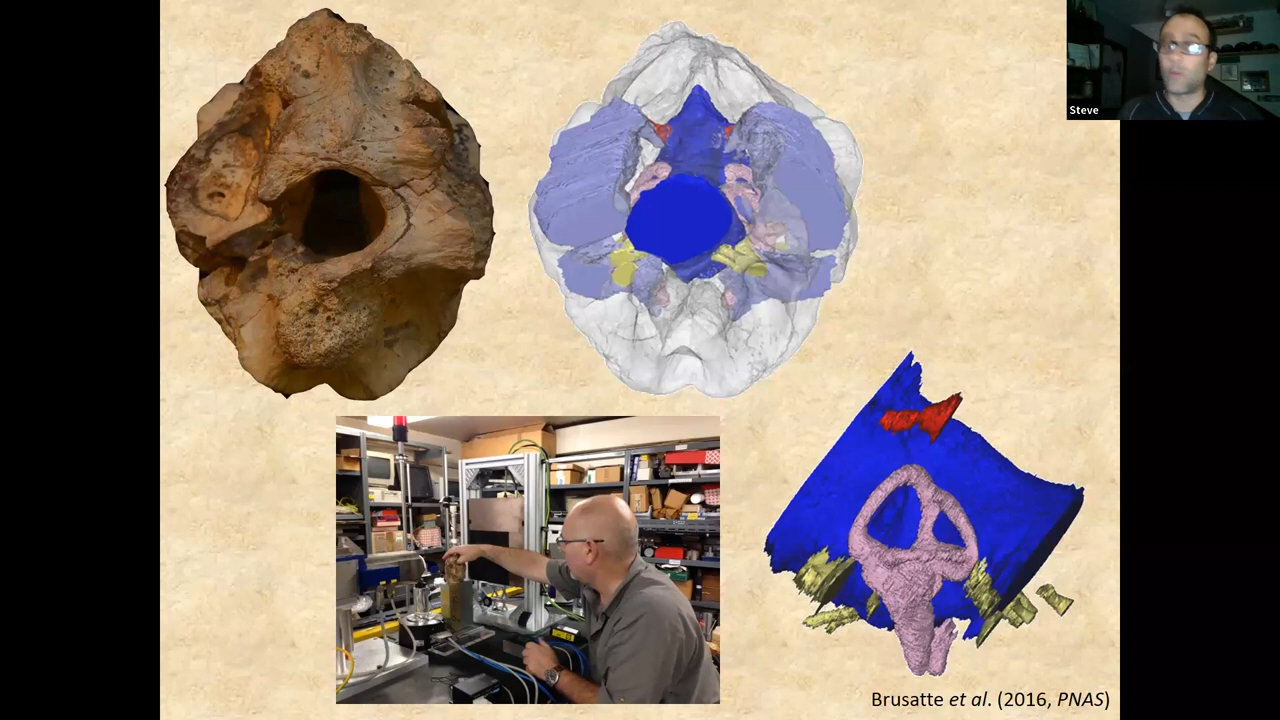 Steve
Brusatte et al. (2016, PNAS)